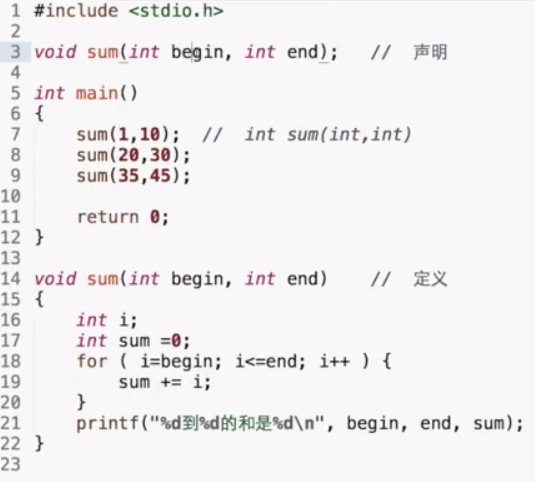 1 #include <stdio.h>
2
3 void sum(int begin, int end);   //  声明
4
5 int main()
6 {
7     sum(1,10);  //  int sum(int,int)
8     sum(20,30);
9     sum(35,45);
10
11     return 0;
12 }
13
14 void sum(int begin, int end)    //  定义
15 {
16     int i;
17     int sum =0;
18     for ( i=begin; i<=end; i++ ) {
19         sum += i;
20     }
21     printf("%d到%d的和是%d\n", begin, end, sum);
22 }
23